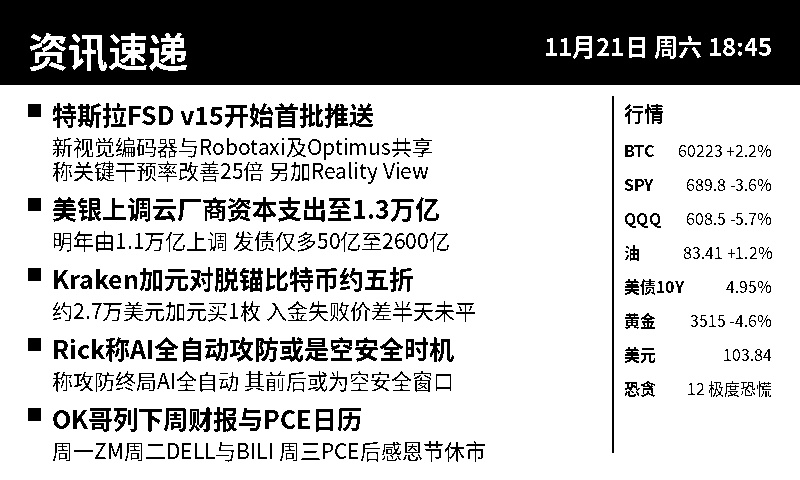 资讯速递
11月21日 周六 18:45
特斯拉FSD v15开始首批推送
新视觉编码器与Robotaxi及Optimus共享
称关键干预率改善25倍 另加Reality View
美银上调云厂商资本支出至1.3万亿
明年由1.1万亿上调 发债仅多50亿至2600亿
Kraken加元对脱锚比特币约五折
约2.7万美元加元买1枚 入金失败价差半天未平
Rick称AI全自动攻防或是空安全时机
称攻防终局AI全自动 其前后或为空安全窗口
OK哥列下周财报与PCE日历
周一ZM周二DELL与BILI 周三PCE后感恩节休市
行情
BTC 60223 +2.2%
SPY 689.8 -3.6%
QQQ 608.5 -5.7%
油 83.41 +1.2%
美债10Y 4.95%
黄金 3515 -4.6%
美元 103.84
恐贪 12 极度恐慌